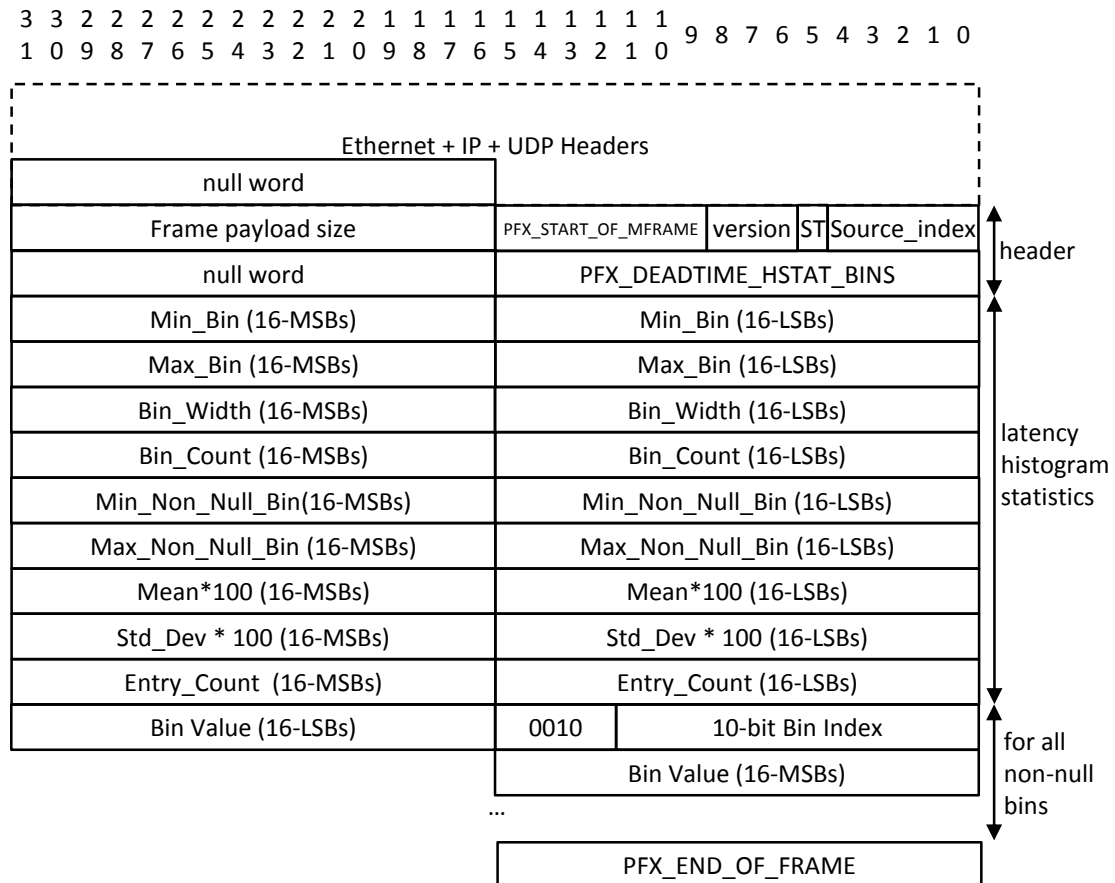 3 3 2 2 2 2 2 2 2 2 2 2 1 1 1 1 1 1 1 1 1 1 9 8 7 6 5 4 3 2 1 0
1 0 9 8 7 6 5 4 3 2 1 0 9 8 7 6 5 4 3 2 1 0
Ethernet + IP + UDP Headers
null word
Frame payload size PFX_START_OF_MFRAME version ST Source_index
header
null word PFX_DEADTIME_HSTAT_BINS
Min_Bin (16-MSBs) Min_Bin (16-LSBs)
Max_Bin (16-MSBs) Max_Bin (16-LSBs)
Bin_Width (16-MSBs) Bin_Width (16-LSBs)
Bin_Count (16-MSBs) Bin_Count (16-LSBs)
latency
histogram
statistics
Min_Non_Null_Bin(16-MSBs) Min_Non_Null_Bin (16-LSBs)
Max_Non_Null_Bin (16-MSBs) Max_Non_Null_Bin (16-LSBs)
Mean*100 (16-MSBs) Mean*100 (16-LSBs)
Std_Dev * 100 (16-MSBs) Std_Dev * 100 (16-LSBs)
Entry_Count (16-MSBs) Entry_Count (16-LSBs)
Bin Value (16-LSBs) 0010 10-bit Bin Index
Bin Value (16-MSBs)
for all
non-null
bins
...
PFX_END_OF_FRAME